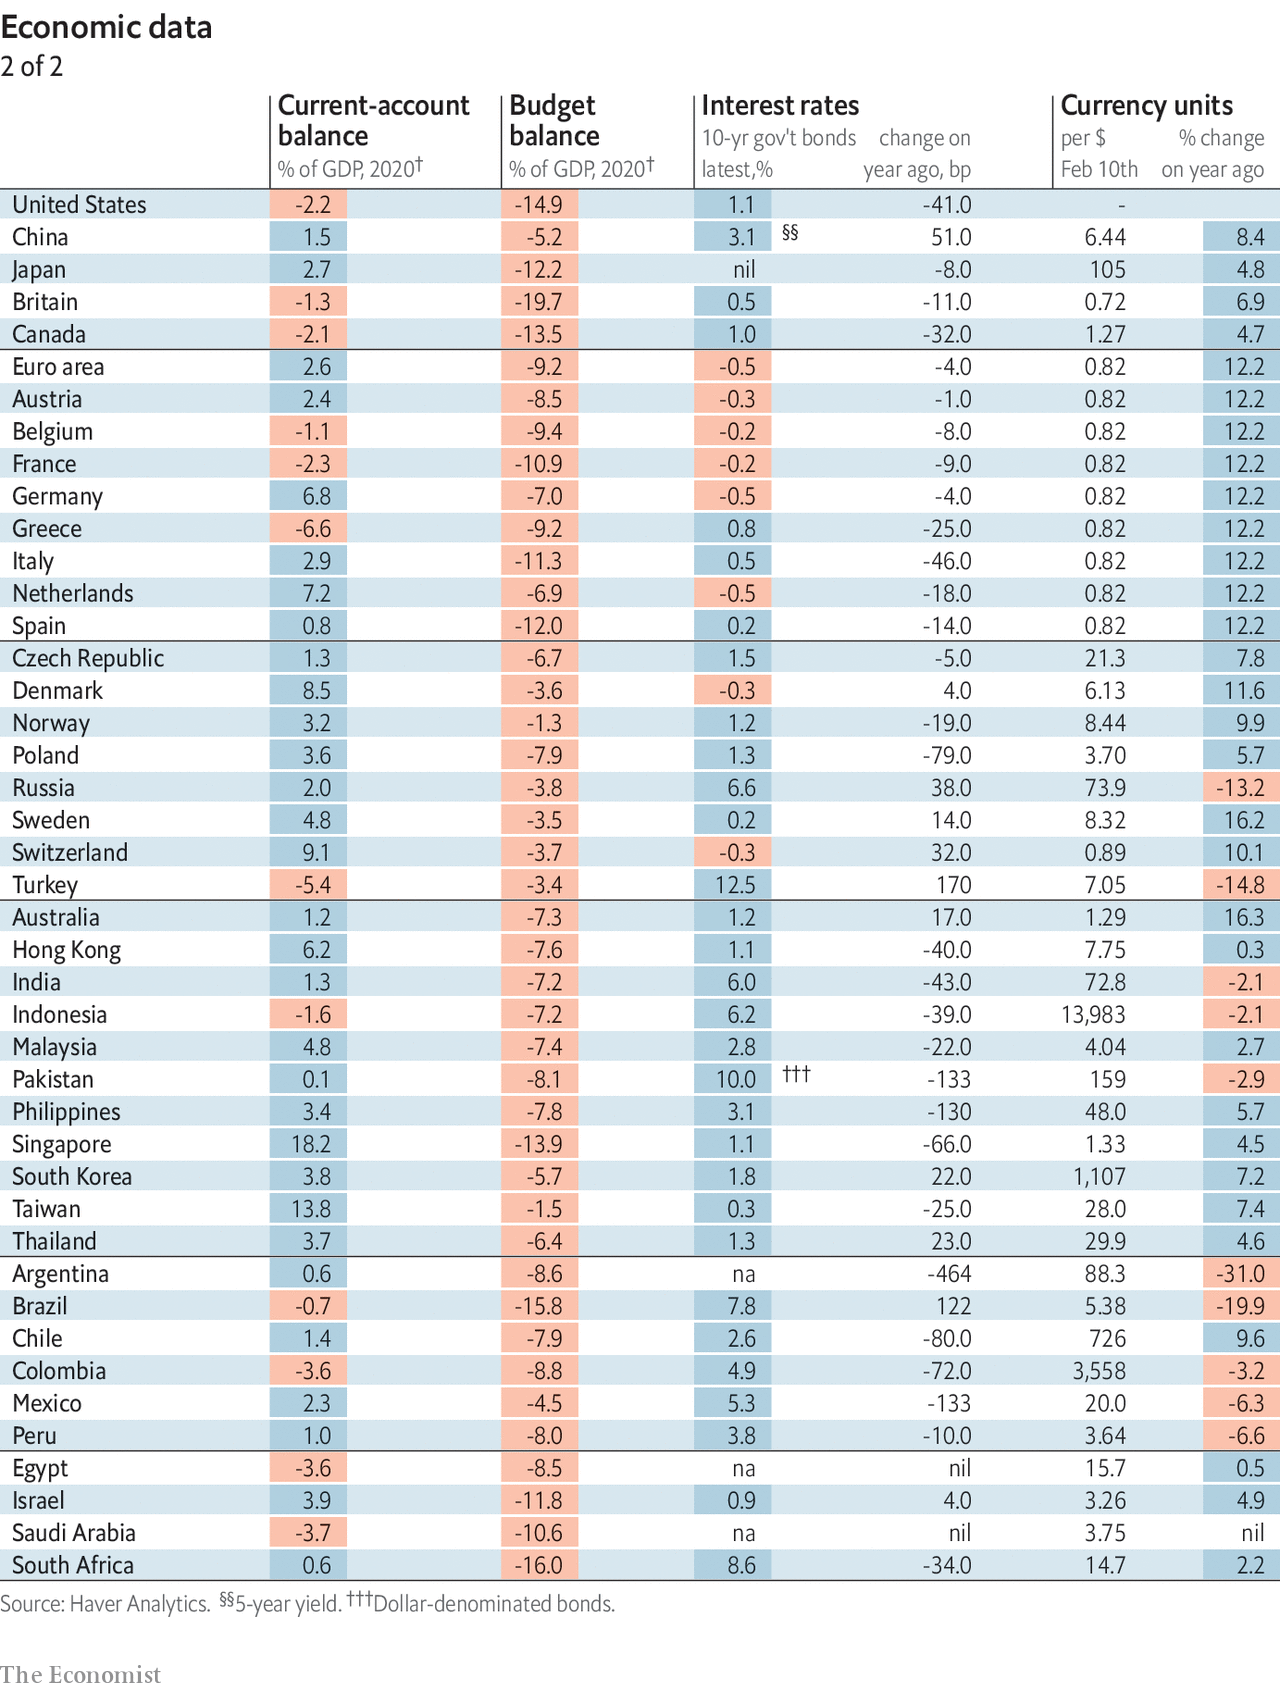 Economic data
2 of 2
Current-account balance % of GDP, 2020† Budget balance % of GDP, 2020† Interest rates 10-yr gov't bonds latest,% change on year ago, bp Currency units per $ Feb 10th % change on year ago
United States -2.2 -14.9 1.1 -41.0 -
China 1.5 -5.2 3.1 §§ 51.0 6.44 8.4
Japan 2.7 -12.2 nil -8.0 105 4.8
Britain -1.3 -19.7 0.5 -11.0 0.72 6.9
Canada -2.1 -13.5 1.0 -32.0 1.27 4.7
Euro area 2.6 -9.2 -0.5 -4.0 0.82 12.2
Austria 2.4 -8.5 -0.3 -1.0 0.82 12.2
Belgium -1.1 -9.4 -0.2 -8.0 0.82 12.2
France -2.3 -10.9 -0.2 -9.0 0.82 12.2
Germany 6.8 -7.0 -0.5 -4.0 0.82 12.2
Greece -6.6 -9.2 0.8 -25.0 0.82 12.2
Italy 2.9 -11.3 0.5 -46.0 0.82 12.2
Netherlands 7.2 -6.9 -0.5 -18.0 0.82 12.2
Spain 0.8 -12.0 0.2 -14.0 0.82 12.2
Czech Republic 1.3 -6.7 1.5 -5.0 21.3 7.8
Denmark 8.5 -3.6 -0.3 4.0 6.13 11.6
Norway 3.2 -1.3 1.2 -19.0 8.44 9.9
Poland 3.6 -7.9 1.3 -79.0 3.70 5.7
Russia 2.0 -3.8 6.6 38.0 73.9 -13.2
Sweden 4.8 -3.5 0.2 14.0 8.32 16.2
Switzerland 9.1 -3.7 -0.3 32.0 0.89 10.1
Turkey -5.4 -3.4 12.5 170 7.05 -14.8
Australia 1.2 -7.3 1.2 17.0 1.29 16.3
Hong Kong 6.2 -7.6 1.1 -40.0 7.75 0.3
India 1.3 -7.2 6.0 -43.0 72.8 -2.1
Indonesia -1.6 -7.2 6.2 -39.0 13,983 -2.1
Malaysia 4.8 -7.4 2.8 -22.0 4.04 2.7
Pakistan 0.1 -8.1 10.0 ††† -133 159 -2.9
Philippines 3.4 -7.8 3.1 -130 48.0 5.7
Singapore 18.2 -13.9 1.1 -66.0 1.33 4.5
South Korea 3.8 -5.7 1.8 22.0 1,107 7.2
Taiwan 13.8 -1.5 0.3 -25.0 28.0 7.4
Thailand 3.7 -6.4 1.3 23.0 29.9 4.6
Argentina 0.6 -8.6 na -464 88.3 -31.0
Brazil -0.7 -15.8 7.8 122 5.38 -19.9
Chile 1.4 -7.9 2.6 -80.0 726 9.6
Colombia -3.6 -8.8 4.9 -72.0 3,558 -3.2
Mexico 2.3 -4.5 5.3 -133 20.0 -6.3
Peru 1.0 -8.0 3.8 -10.0 3.64 -6.6
Egypt -3.6 -8.5 na nil 15.7 0.5
Israel 3.9 -11.8 0.9 4.0 3.26 4.9
Saudi Arabia -3.7 -10.6 na nil 3.75 nil
South Africa 0.6 -16.0 8.6 -34.0 14.7 2.2
Source: Haver Analytics. §§5-year yield. †††Dollar-denominated bonds.
The Economist